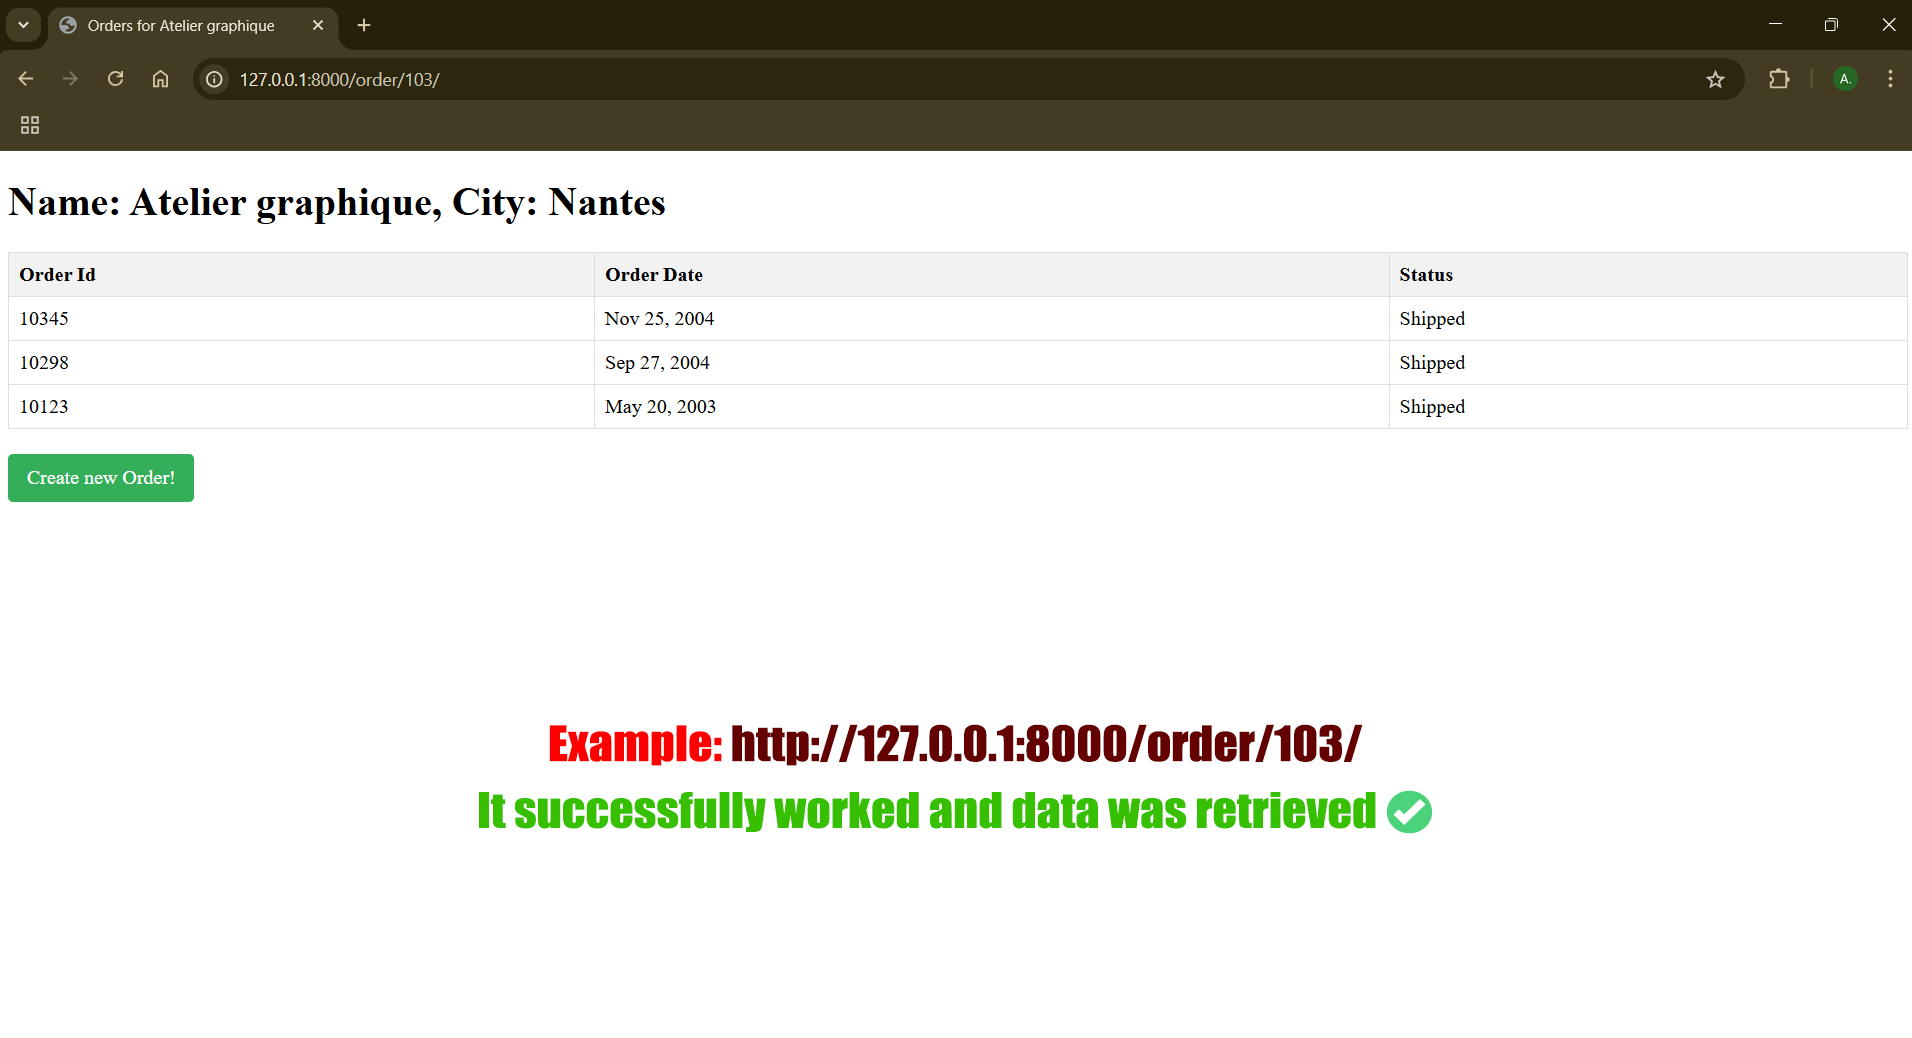 Orders for Atelier graphique
127.0.0.1:8000/order/103/
A.
Name: Atelier graphique, City: Nantes
Order Id Order Date Status
10345 Nov 25, 2004 Shipped
10298 Sep 27, 2004 Shipped
10123 May 20, 2003 Shipped
Create new Order!
Example: http://127.0.0.1:8000/order/103/
It successfully worked and data was retrieved